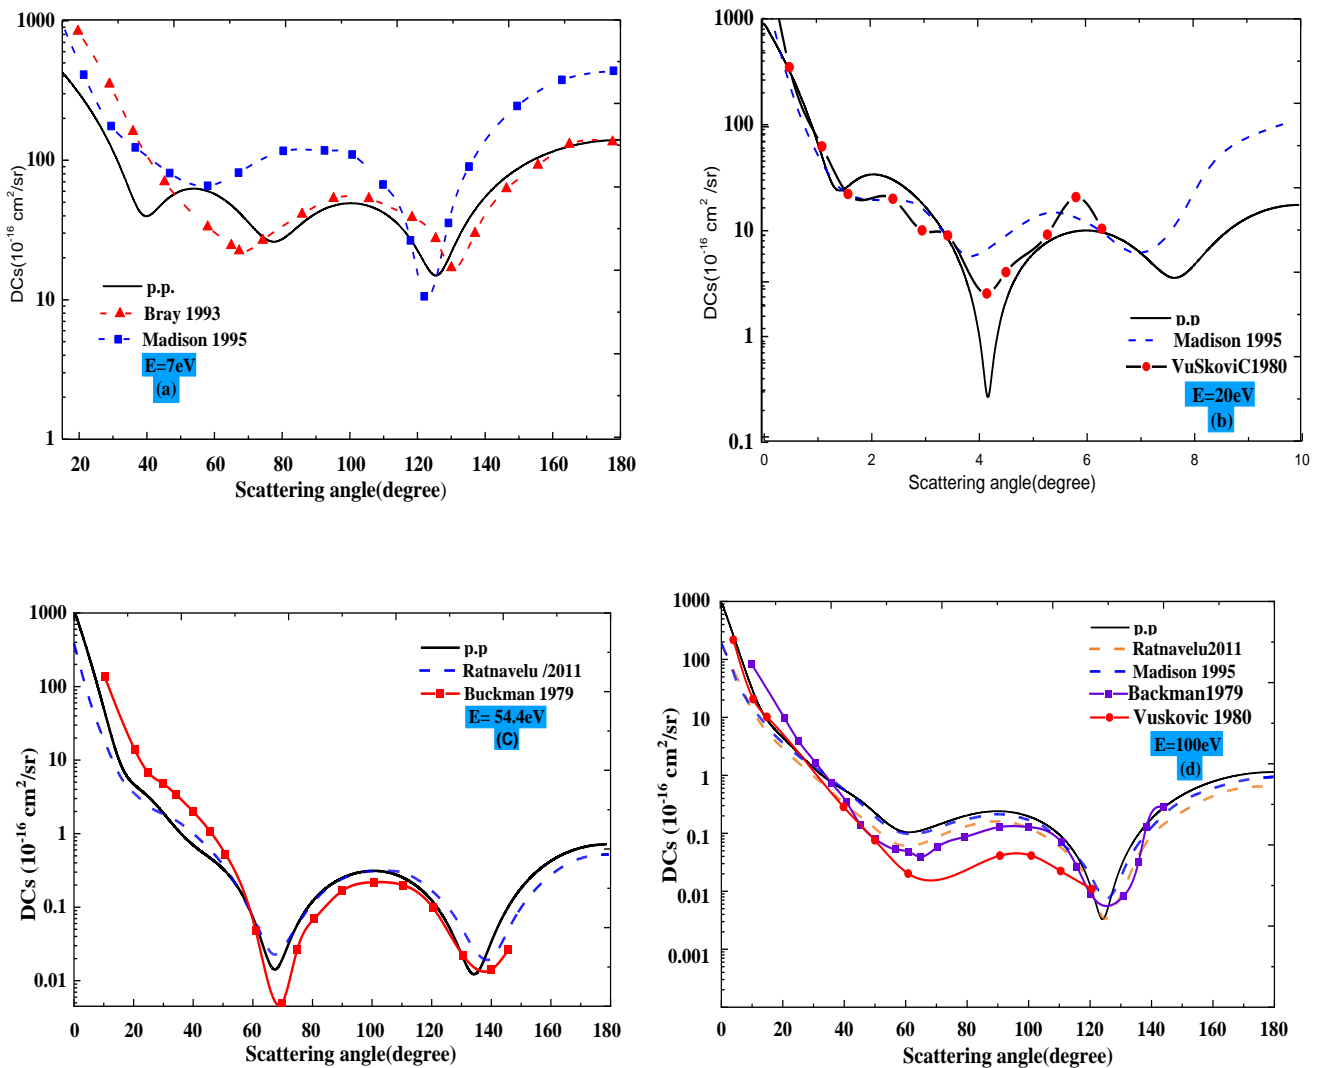 1000
100
10
1
DCs(10⁻¹⁶ cm²/sr)
p.p.
Bray 1993
Madison 1995
E=7eV
(a)
20 40 60 80 100 120 140 160 180
Scattering angle(degree)
1000
100
10
1
0.1
DCs(10⁻¹⁶ cm²/sr)
p.p
Madison 1995
VuSkoviC1980
E=20eV
(b)
0 2 4 6 8 10
Scattering angle(degree)
1000
100
10
1
0.1
0.01
DCs (10⁻¹⁶ cm²/sr)
p.p
Ratnavelu /2011
Buckman 1979
E= 54.4eV
(C)
0 20 40 60 80 100 120 140 160 180
Scattering angle(degree)
1000
100
10
1
0.1
0.01
0.001
DCs (10⁻¹⁶ cm²/sr)
p.p
Ratnavelu2011
Madison 1995
Backman1979
Vuskovic 1980
E=100eV
(d)
0 20 40 60 80 100 120 140 160 180
Scattering angle(degree)